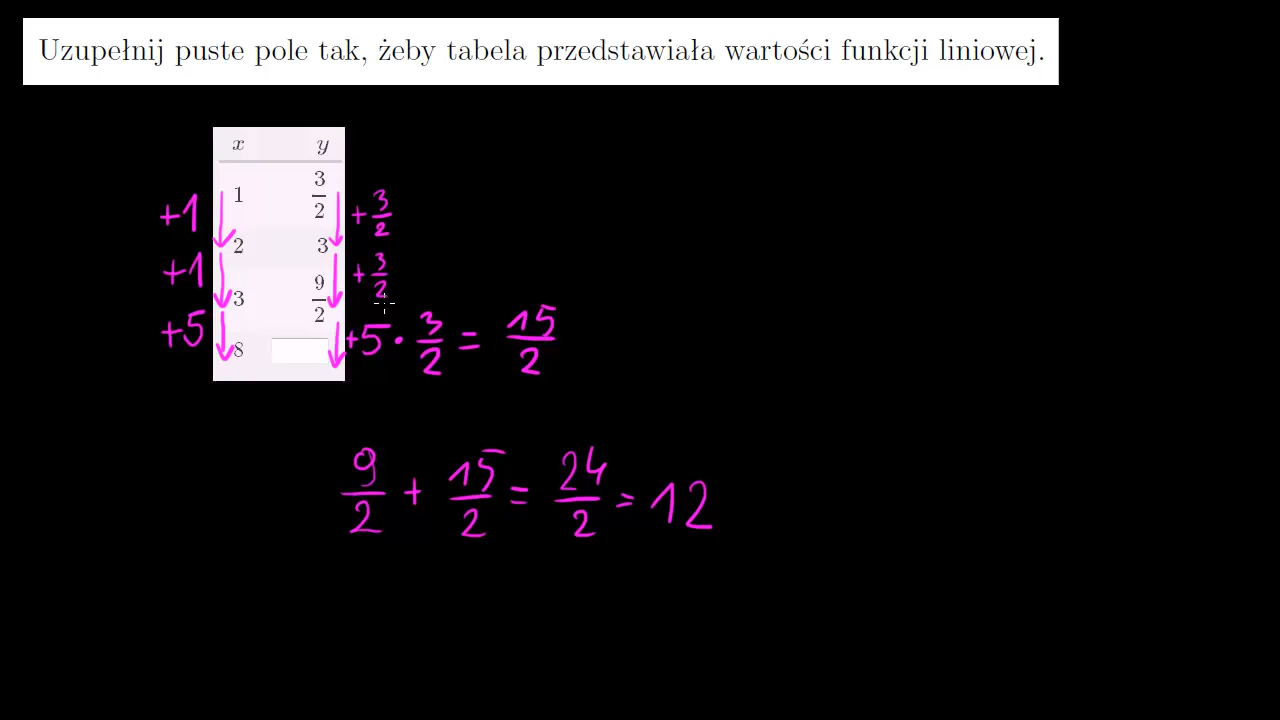 Uzupełnij puste pole tak, żeby tabela przedstawiała wartości funkcji liniowej.
x y
1 3/2
+1 +3/2
2 3
+1 +3/2
3 9/2
+5 +5 · 3/2 = 15/2
8
9/2 + 15/2 = 24/2 = 12